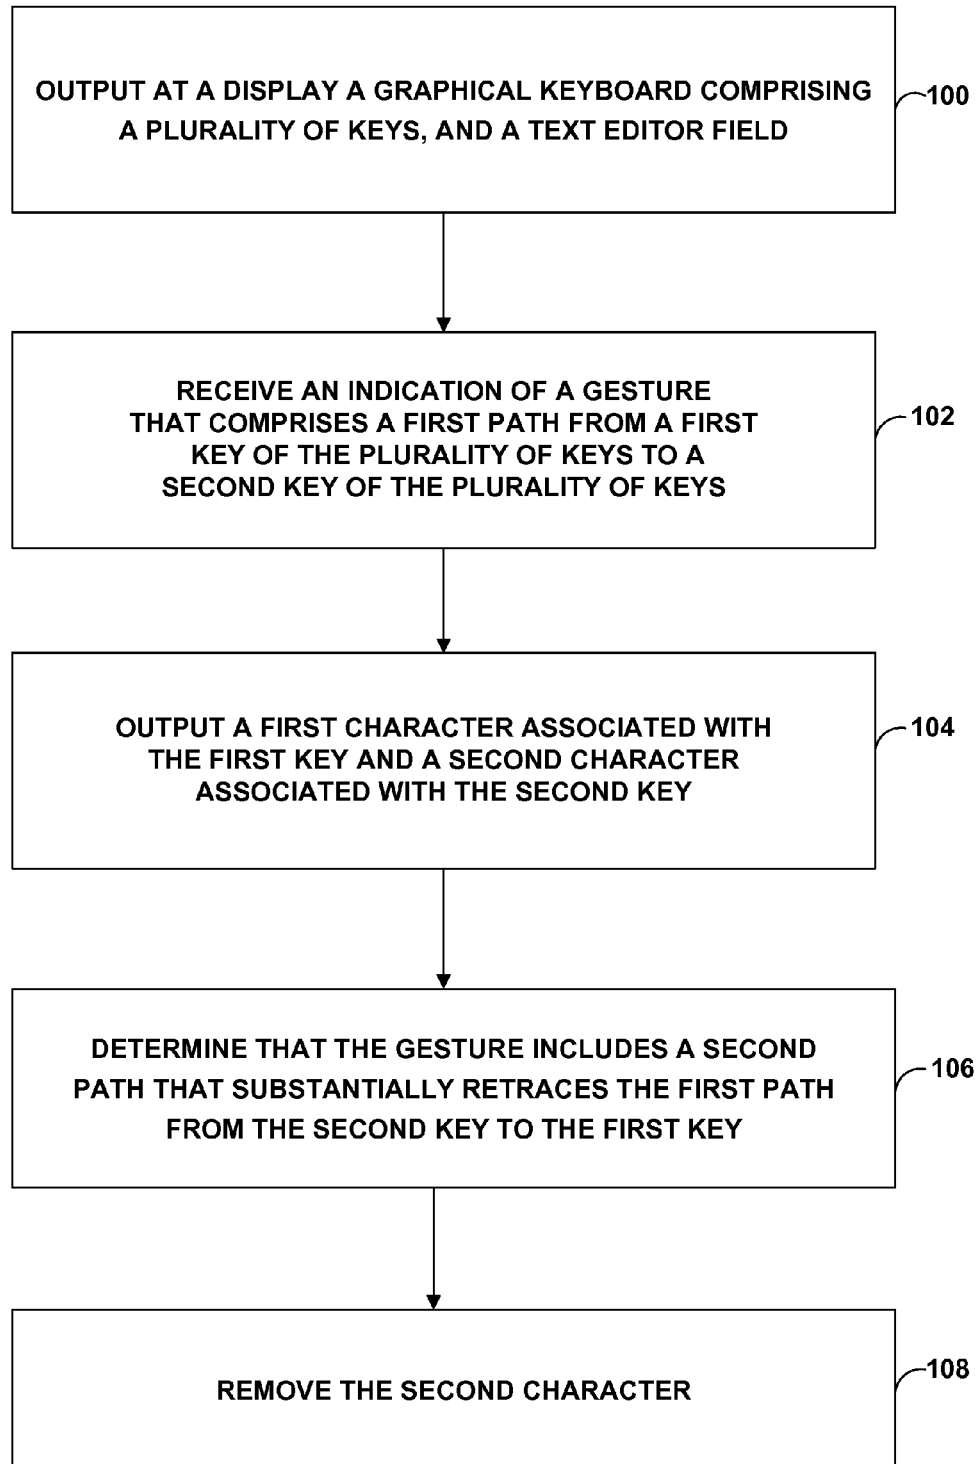 OUTPUT AT A DISPLAY A GRAPHICAL KEYBOARD COMPRISING
A PLURALITY OF KEYS, AND A TEXT EDITOR FIELD
100
RECEIVE AN INDICATION OF A GESTURE
THAT COMPRISES A FIRST PATH FROM A FIRST
KEY OF THE PLURALITY OF KEYS TO A
SECOND KEY OF THE PLURALITY OF KEYS
102
OUTPUT A FIRST CHARACTER ASSOCIATED WITH
THE FIRST KEY AND A SECOND CHARACTER
ASSOCIATED WITH THE SECOND KEY
104
DETERMINE THAT THE GESTURE INCLUDES A SECOND
PATH THAT SUBSTANTIALLY RETRACES THE FIRST PATH
FROM THE SECOND KEY TO THE FIRST KEY
106
REMOVE THE SECOND CHARACTER
108